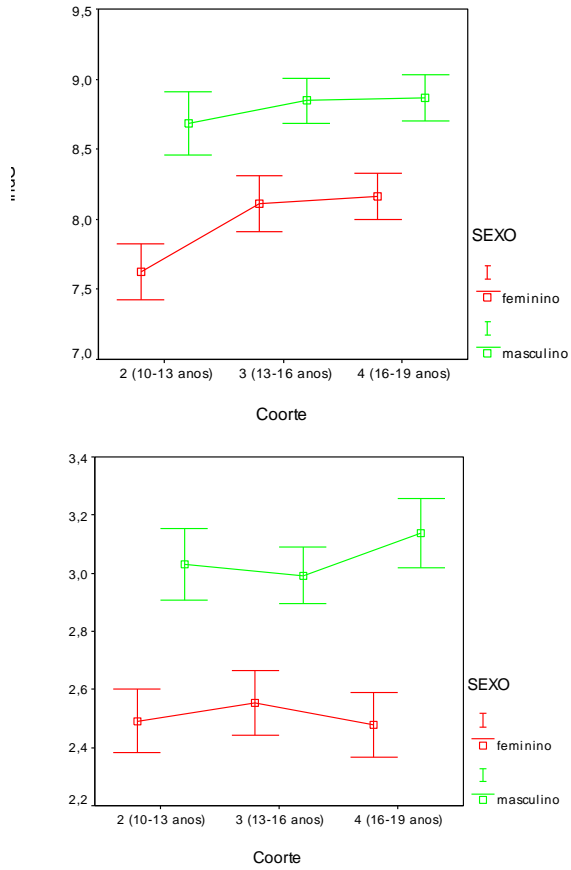 9,5
9,0
8,5
8,0
7,5
7,0
2 (10-13 anos) 3 (13-16 anos) 4 (16-19 anos)
Coorte
SEXO
feminino
masculino
3,4
3,2
3,0
2,8
2,6
2,4
2,2
2 (10-13 anos) 3 (13-16 anos) 4 (16-19 anos)
Coorte
SEXO
feminino
masculino